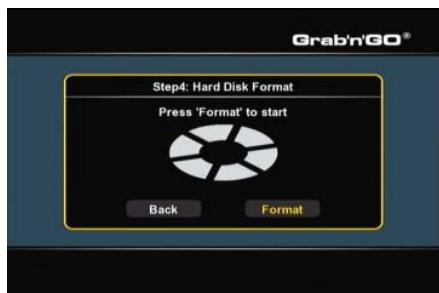 Grab'n'GO®
Step4: Hard Disk Format
Press 'Format' to start
Back Format